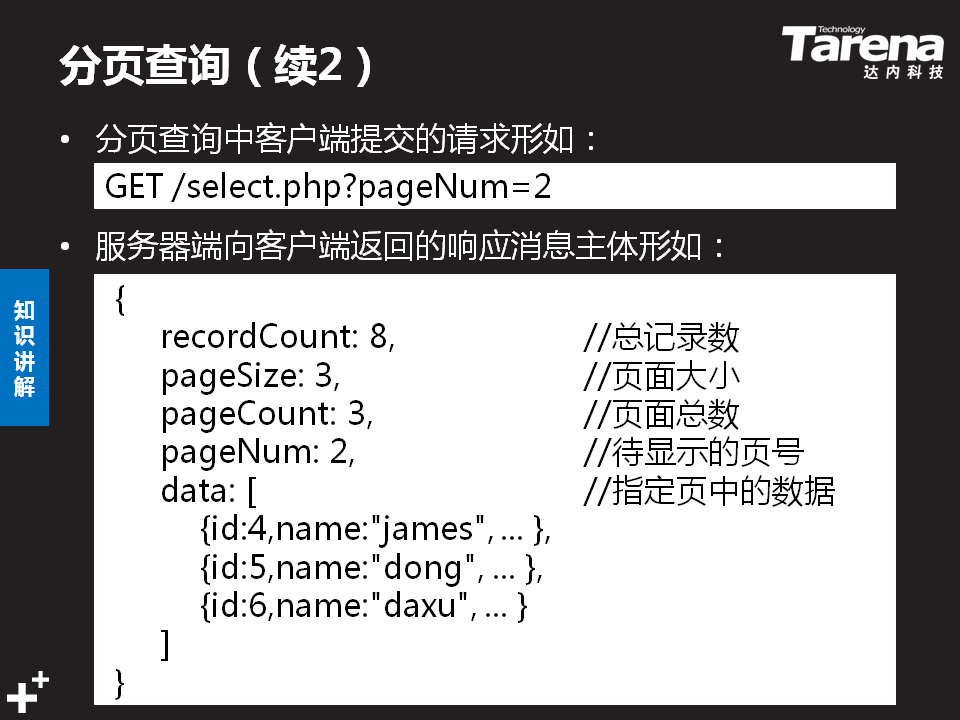 分页查询（续2）
Technology
Tarena
达内科技
• 分页查询中客户端提交的请求形如：
GET /select.php?pageNum=2
• 服务器端向客户端返回的响应消息主体形如：
知识讲解
{
recordCount: 8, //总记录数
pageSize: 3, //页面大小
pageCount: 3, //页面总数
pageNum: 2, //待显示的页号
data: [ //指定页中的数据
{id:4,name:"james", ... },
{id:5,name:"dong", ... },
{id:6,name:"daxu", ... }
]
}